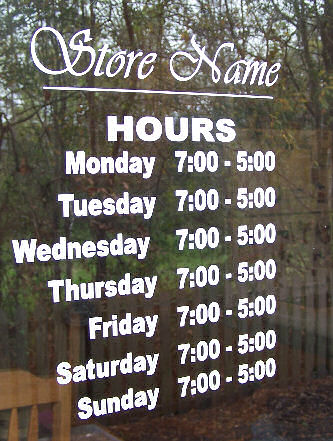 Store Name
HOURS
Monday 7:00 - 5:00
Tuesday 7:00 - 5:00
Wednesday 7:00 - 5:00
Thursday 7:00 - 5:00
Friday 7:00 - 5:00
Saturday 7:00 - 5:00
Sunday 7:00 - 5:00